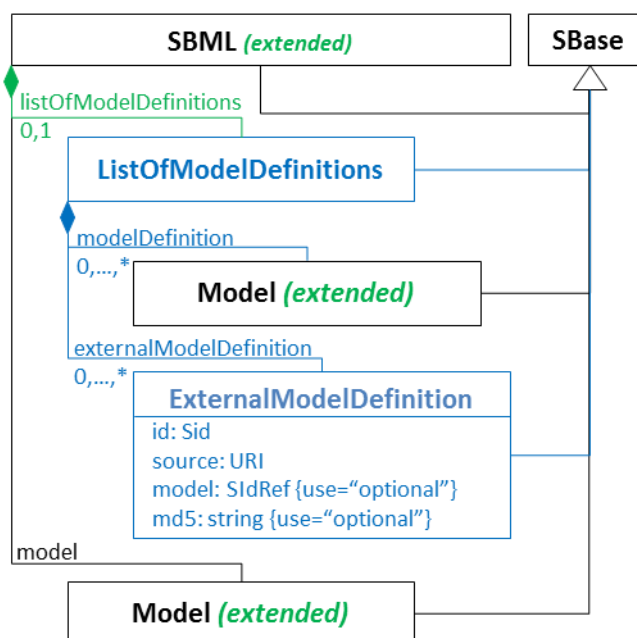 SBML (extended)
SBase
listOfModelDefinitions
0,1
ListOfModelDefinitions
modelDefinition
0,...,*
Model (extended)
externalModelDefinition
0,...,*
ExternalModelDefinition
id: Sid
source: URI
model: SIdRef {use=“optional”}
md5: string {use=“optional”}
model
Model (extended)